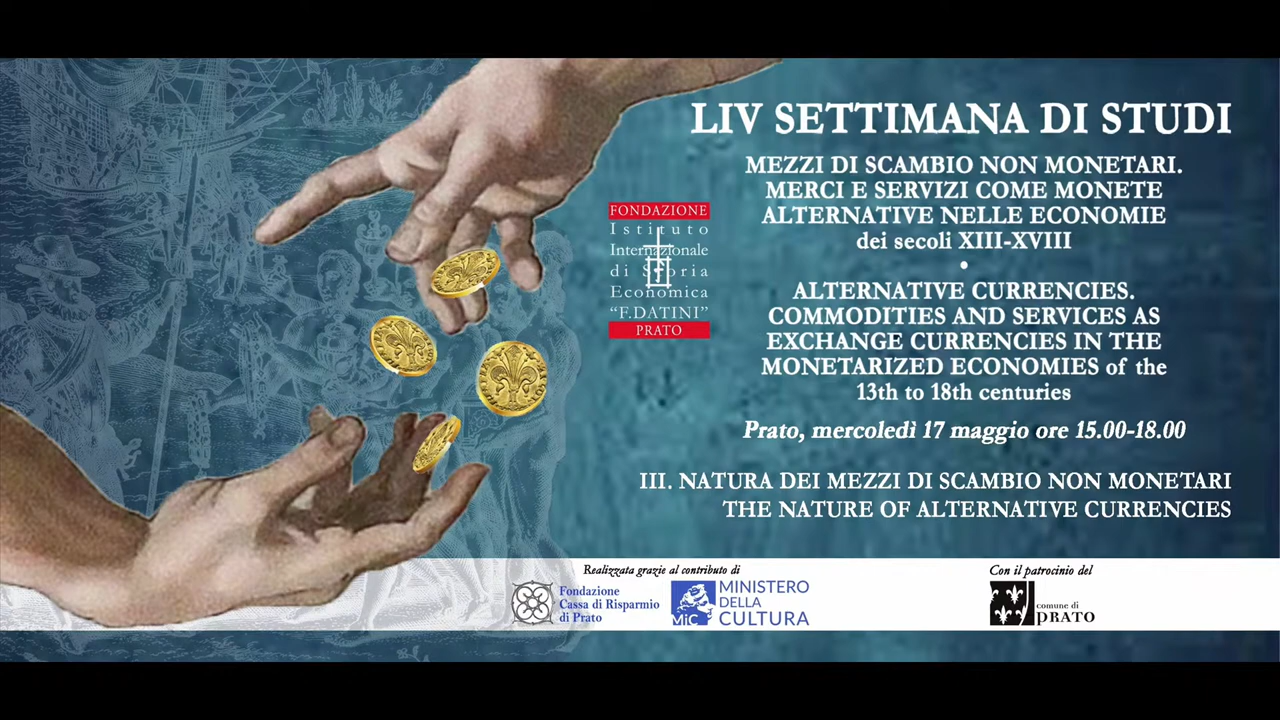 LIV SETTIMANA DI STUDI
MEZZI DI SCAMBIO NON MONETARI.
MERCI E SERVIZI COME MONETE
ALTERNATIVE NELLE ECONOMIE
dei secoli XIII-XVIII
•
ALTERNATIVE CURRENCIES.
COMMODITIES AND SERVICES AS
EXCHANGE CURRENCIES IN THE
MONETARIZED ECONOMIES of the
13th to 18th centuries
Prato, mercoledì 17 maggio ore 15.00-18.00
III. NATURA DEI MEZZI DI SCAMBIO NON MONETARI
THE NATURE OF ALTERNATIVE CURRENCIES
FONDAZIONE
Istituto
Internazionale
di Storia
Economica
"F.DATINI"
PRATO
Realizzata grazie al contributo di
Fondazione
Cassa di Risparmio
di Prato
MiC
MINISTERO
DELLA
CULTURA
Con il patrocinio del
comune di
PRATO